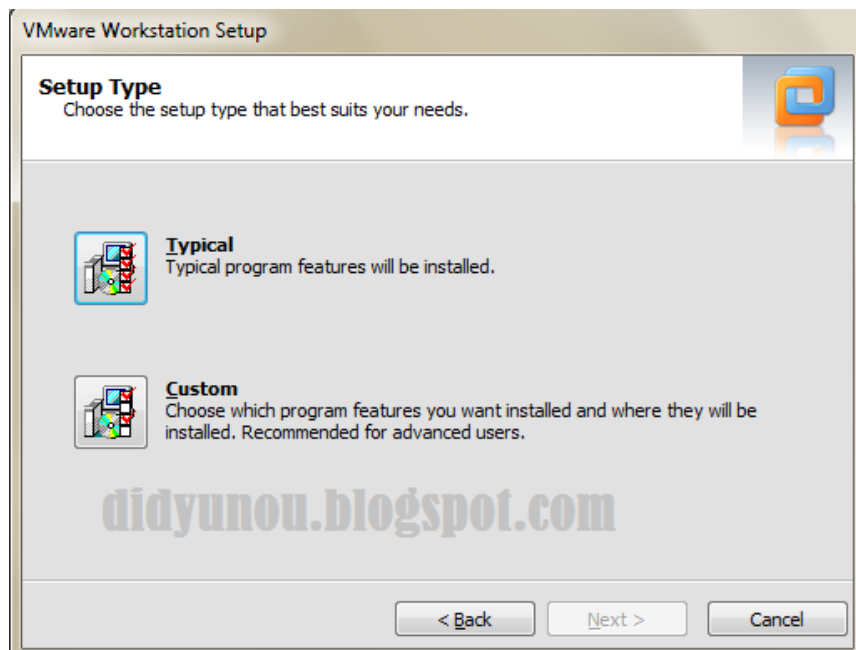 VMware Workstation Setup
Setup Type
Choose the setup type that best suits your needs.
Typical
Typical program features will be installed.
Custom
Choose which program features you want installed and where they will be
installed. Recommended for advanced users.
didyunou.blogspot.com
< Back Next > Cancel